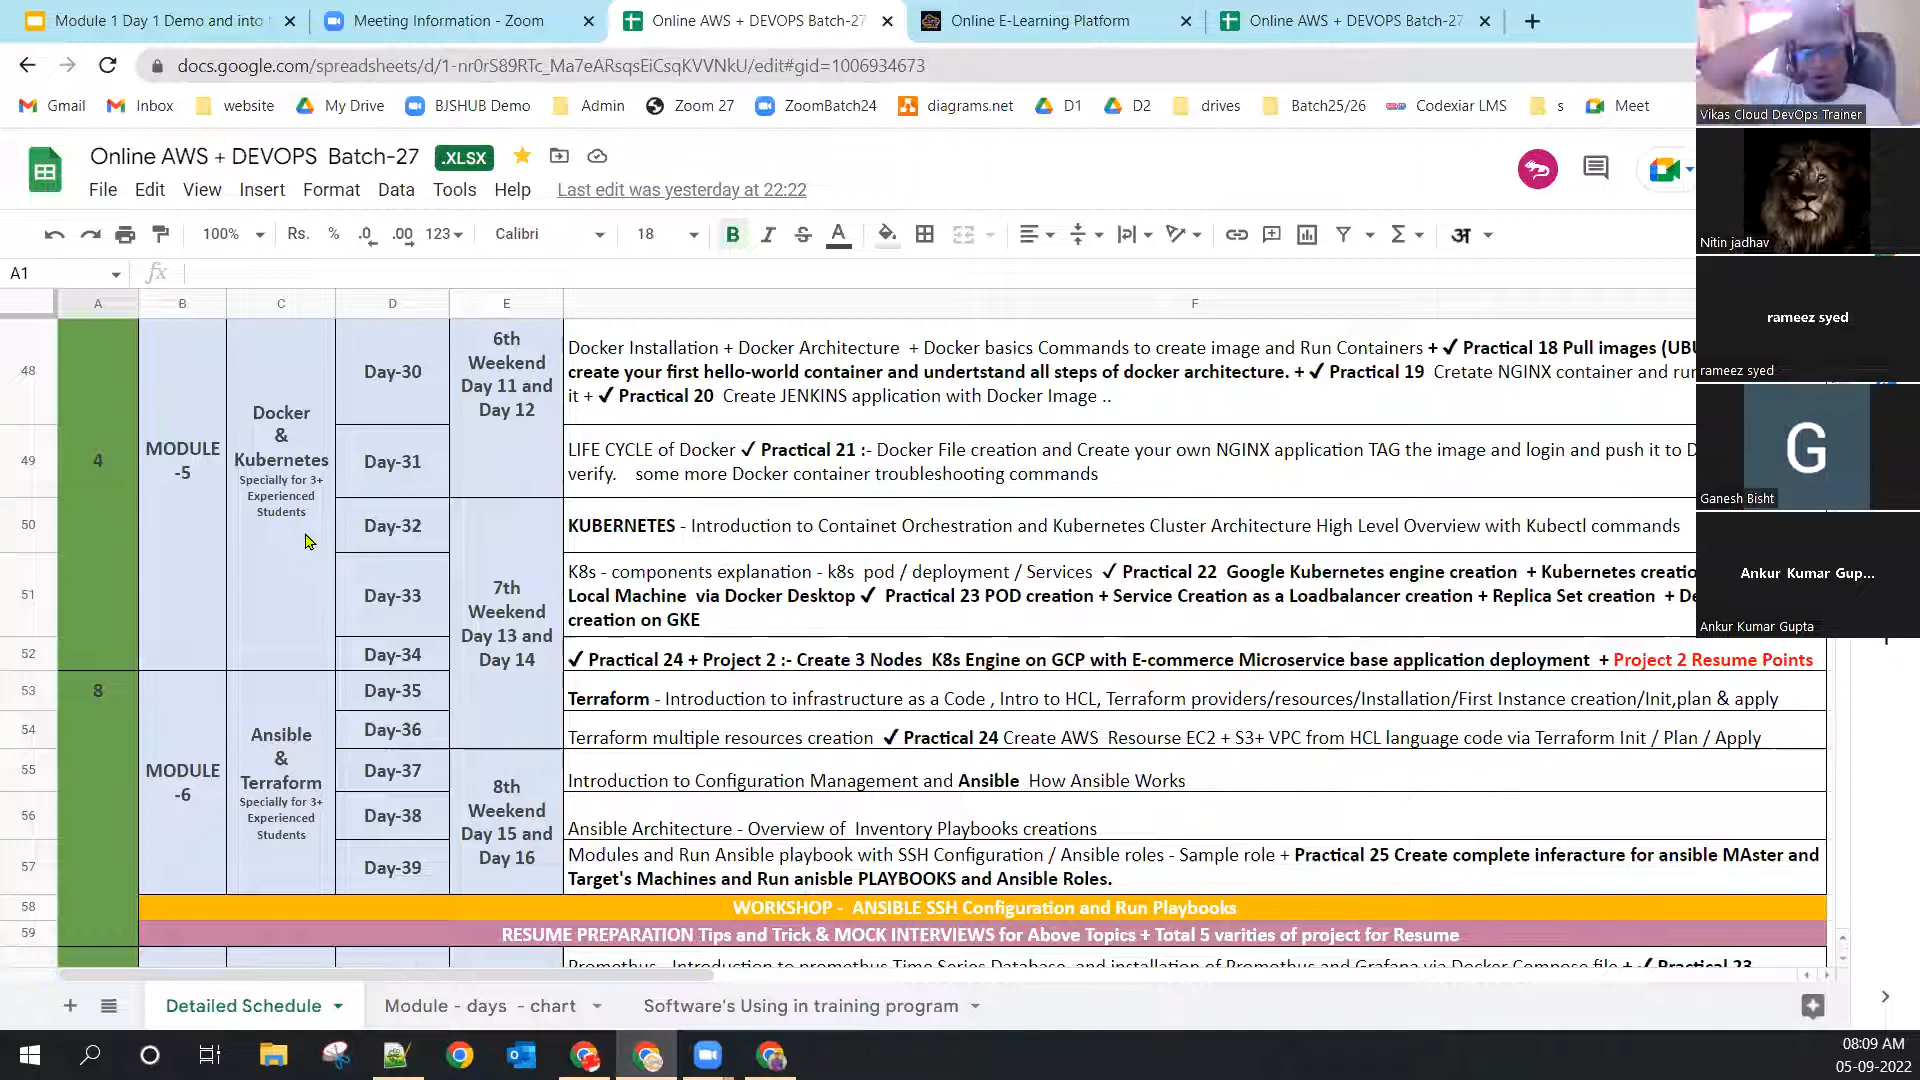 Module 1 Day 1 Demo and into
Meeting Information - Zoom
Online AWS + DEVOPS Batch-27
Online E-Learning Platform
Online AWS + DEVOPS Batch-27
docs.google.com/spreadsheets/d/1-nr0rS89RTc_Ma7eARsqsEiCsqKVVNkU/edit#gid=1006934673
Gmail
Inbox
website
My Drive
BJSHUB Demo
Admin
Zoom 27
ZoomBatch24
diagrams.net
D1
D2
drives
Batch25/26
Codexiar LMS
s
Meet
Online AWS + DEVOPS Batch-27
.XLSX
File Edit View Insert Format Data Tools Help
Last edit was yesterday at 22:22
100% Rs. % .0 .00 123 Calibri 18 B I S A
A1
fx
A B C D E F
48
Day-30
6th
Weekend
Day 11 and
Day 12
Docker Installation + Docker Architecture + Docker basics Commands to create image and Run Containers + ✓ Practical 18 Pull images (UBU
create your first hello-world container and undertstand all steps of docker architecture. + ✓ Practical 19 Cretate NGINX container and run
it + ✓ Practical 20 Create JENKINS application with Docker Image ..
4
MODULE
-5
Docker
&
Kubernetes
Specially for 3+
Experienced
Students
49
Day-31
LIFE CYCLE of Docker ✓ Practical 21 :- Docker File creation and Create your own NGINX application TAG the image and login and push it to D
verify. some more Docker container troubleshooting commands
50
Day-32
KUBERNETES - Introduction to Containet Orchestration and Kubernetes Cluster Architecture High Level Overview with Kubectl commands
51
Day-33
7th
Weekend
Day 13 and
Day 14
K8s - components explanation - k8s pod / deployment / Services ✓ Practical 22 Google Kubernetes engine creation + Kubernetes creatio
Local Machine via Docker Desktop ✓ Practical 23 POD creation + Service Creation as a Loadbalancer creation + Replica Set creation + De
creation on GKE
52
Day-34
✓ Practical 24 + Project 2 :- Create 3 Nodes K8s Engine on GCP with E-commerce Microservice base application deployment + Project 2 Resume Points
53
8
Day-35
Terraform - Introduction to infrastructure as a Code , Intro to HCL, Terraform providers/resources/Installation/First Instance creation/Init,plan & apply
54
Day-36
Terraform multiple resources creation ✓ Practical 24 Create AWS Resourse EC2 + S3+ VPC from HCL language code via Terraform Init / Plan / Apply
MODULE
-6
Ansible
&
Terraform
Specially for 3+
Experienced
Students
55
Day-37
8th
Weekend
Day 15 and
Day 16
Introduction to Configuration Management and Ansible How Ansible Works
56
Day-38
Ansible Architecture - Overview of Inventory Playbooks creations
57
Day-39
Modules and Run Ansible playbook with SSH Configuration / Ansible roles - Sample role + Practical 25 Create complete inferacture for ansible MAster and
Target's Machines and Run anisble PLAYBOOKS and Ansible Roles.
58
WORKSHOP - ANSIBLE SSH Configuration and Run Playbooks
59
RESUME PREPARATION Tips and Trick & MOCK INTERVIEWS for Above Topics + Total 5 varities of project for Resume
Promethus - Introduction to promethus Time Series Database and installation of Promethus and Grafana via Docker Compose file + ✓ Practical 23
Detailed Schedule
Module - days - chart
Software's Using in training program
Vikas Cloud DevOps Trainer
Nitin jadhav
rameez syed
rameez syed
G
Ganesh Bisht
Ankur Kumar Gup...
Ankur Kumar Gupta
08:09 AM
05-09-2022